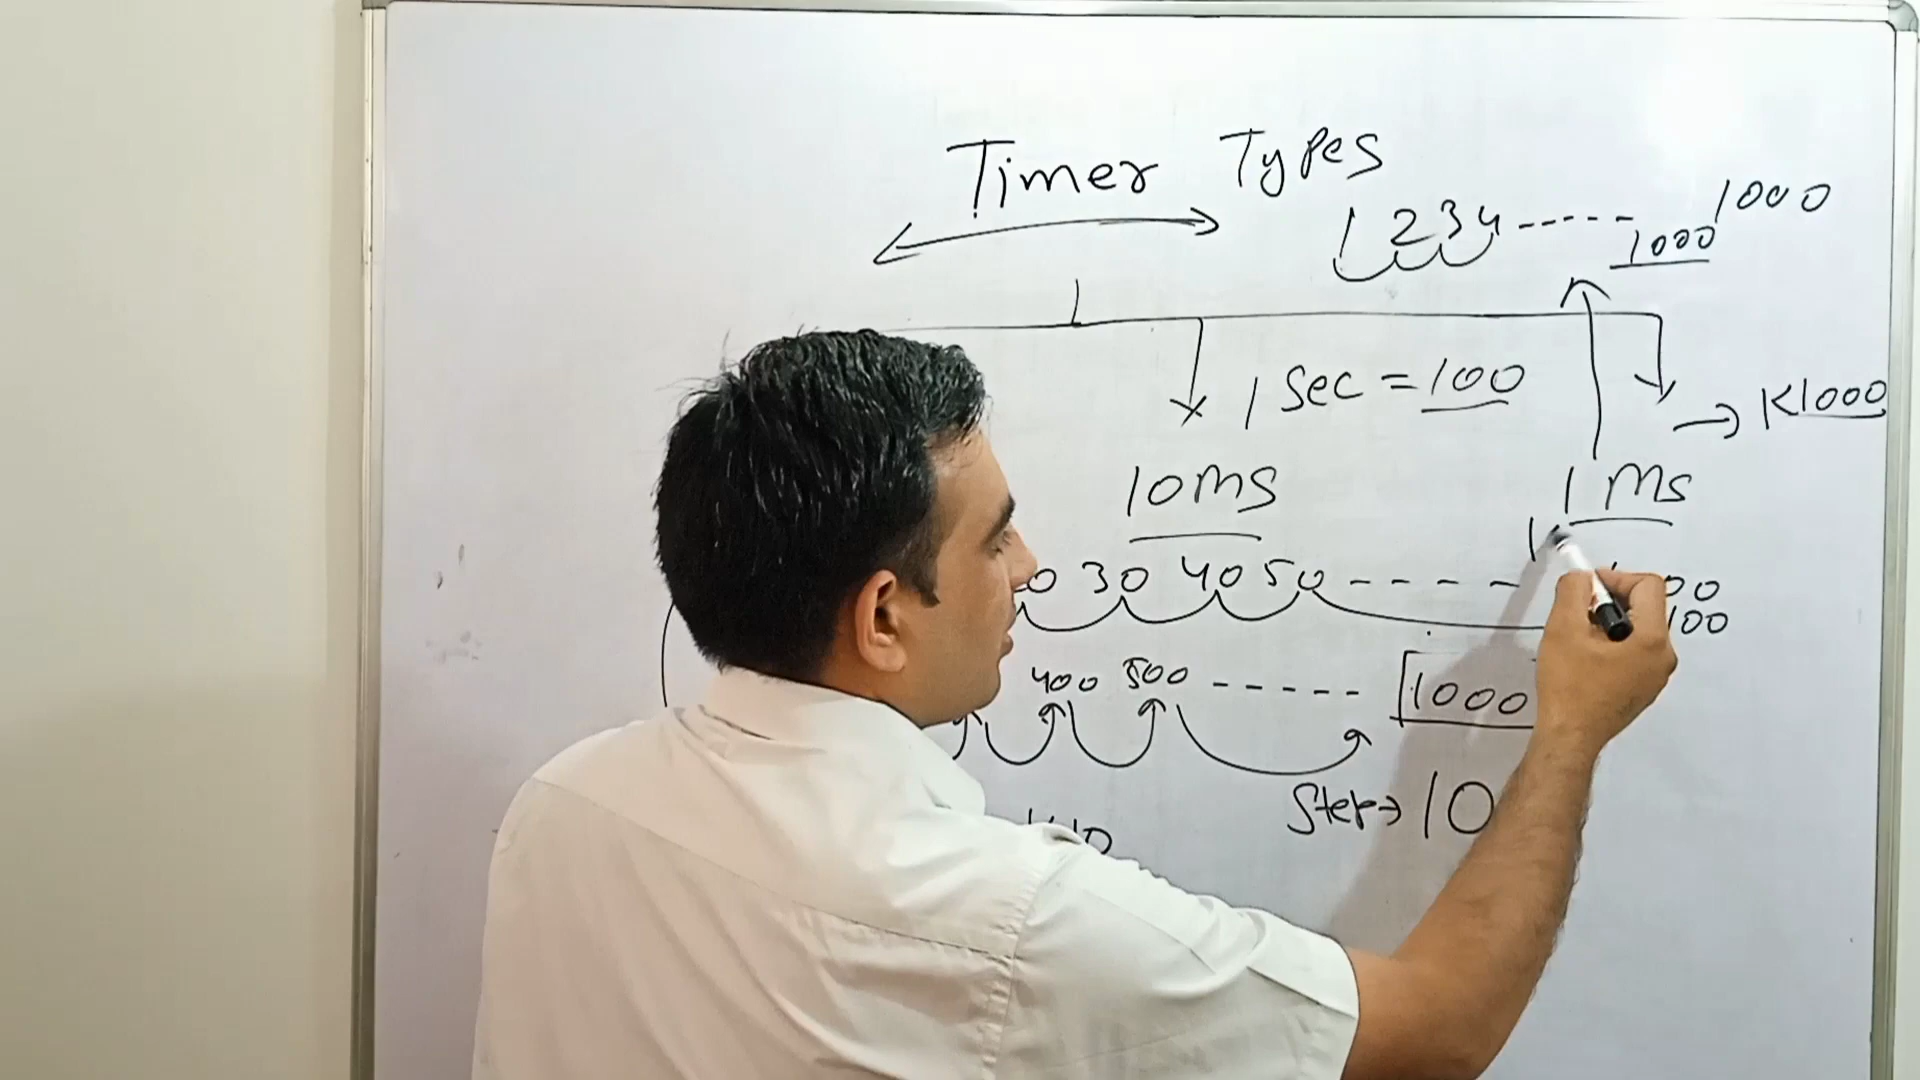 Timer Types
1 2 3 4 ------ 1000 1000
1 Sec = 100
→ K1000
10ms
1 Ms
30 40 50 ----
100
400 500 ------ 1000
Step→ 10